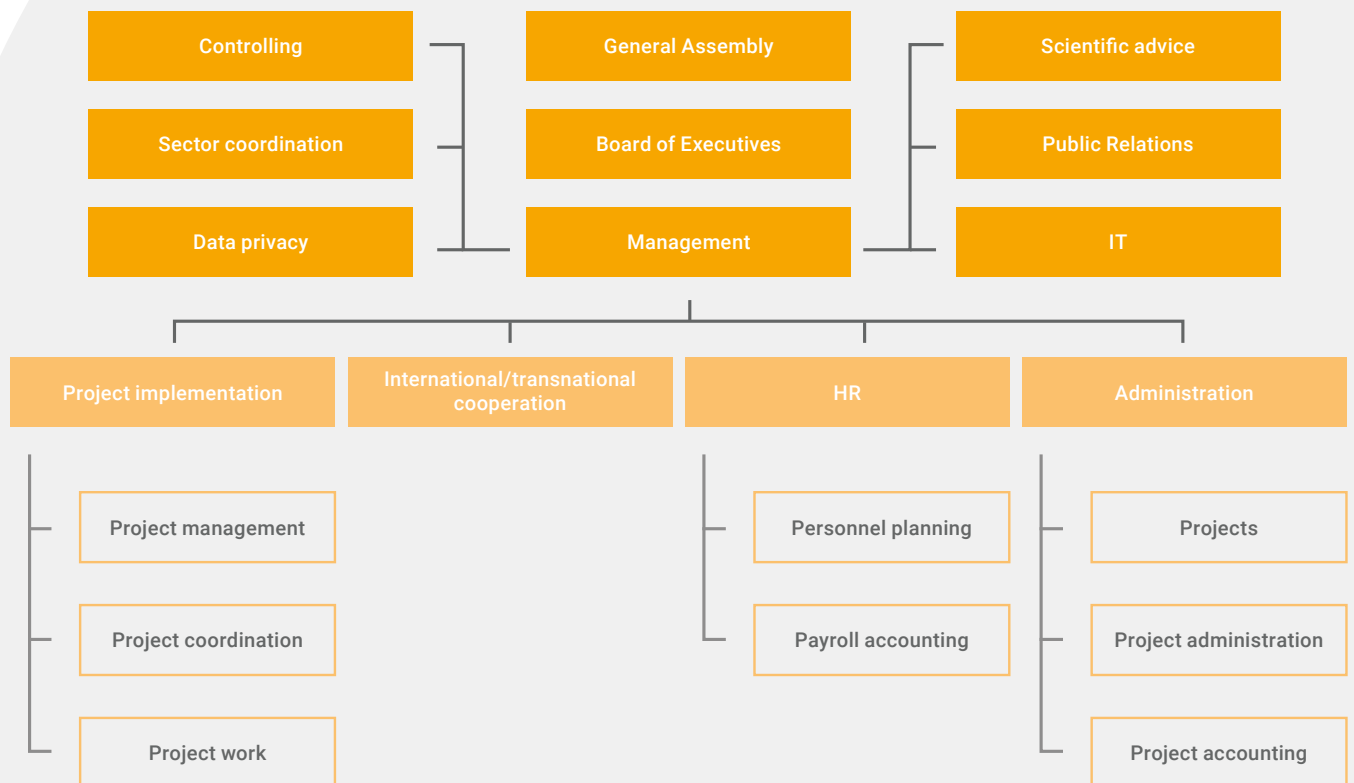 Controlling
General Assembly
Scientific advice
Sector coordination
Board of Executives
Public Relations
Data privacy
Management
IT
Project implementation
International/transnational
cooperation
HR
Administration
Project management
Personnel planning
Projects
Project coordination
Payroll accounting
Project administration
Project work
Project accounting